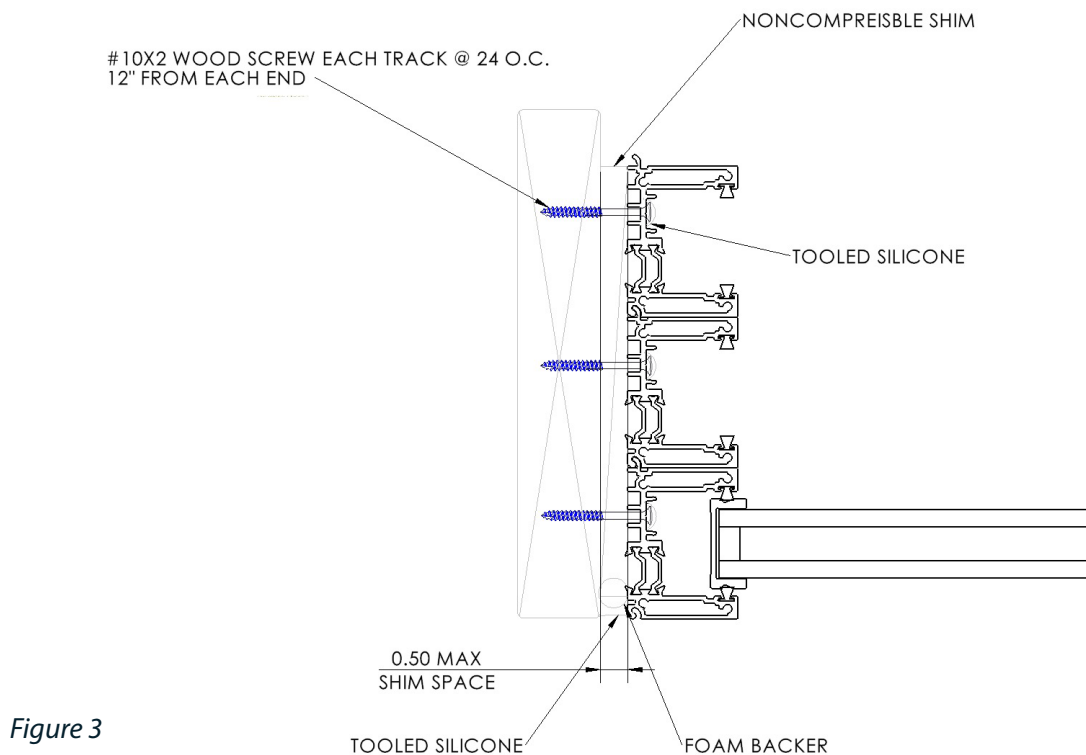 NONCOMPREISBLE SHIM
#10X2 WOOD SCREW EACH TRACK @ 24 O.C.
12" FROM EACH END
TOOLED SILICONE
0.50 MAX
SHIM SPACE
Figure 3
TOOLED SILICONE
FOAM BACKER